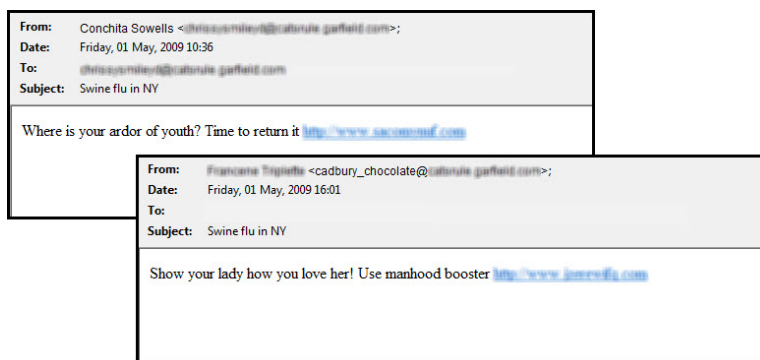 From: Conchita Sowells <
Date: Friday, 01 May, 2009 10:36
To:
Subject: Swine flu in NY
Where is your ardor of youth? Time to return it
From: <cadbury_chocolate@ >;
Date: Friday, 01 May, 2009 16:01
To:
Subject: Swine flu in NY
Show your lady how you love her! Use manhood booster